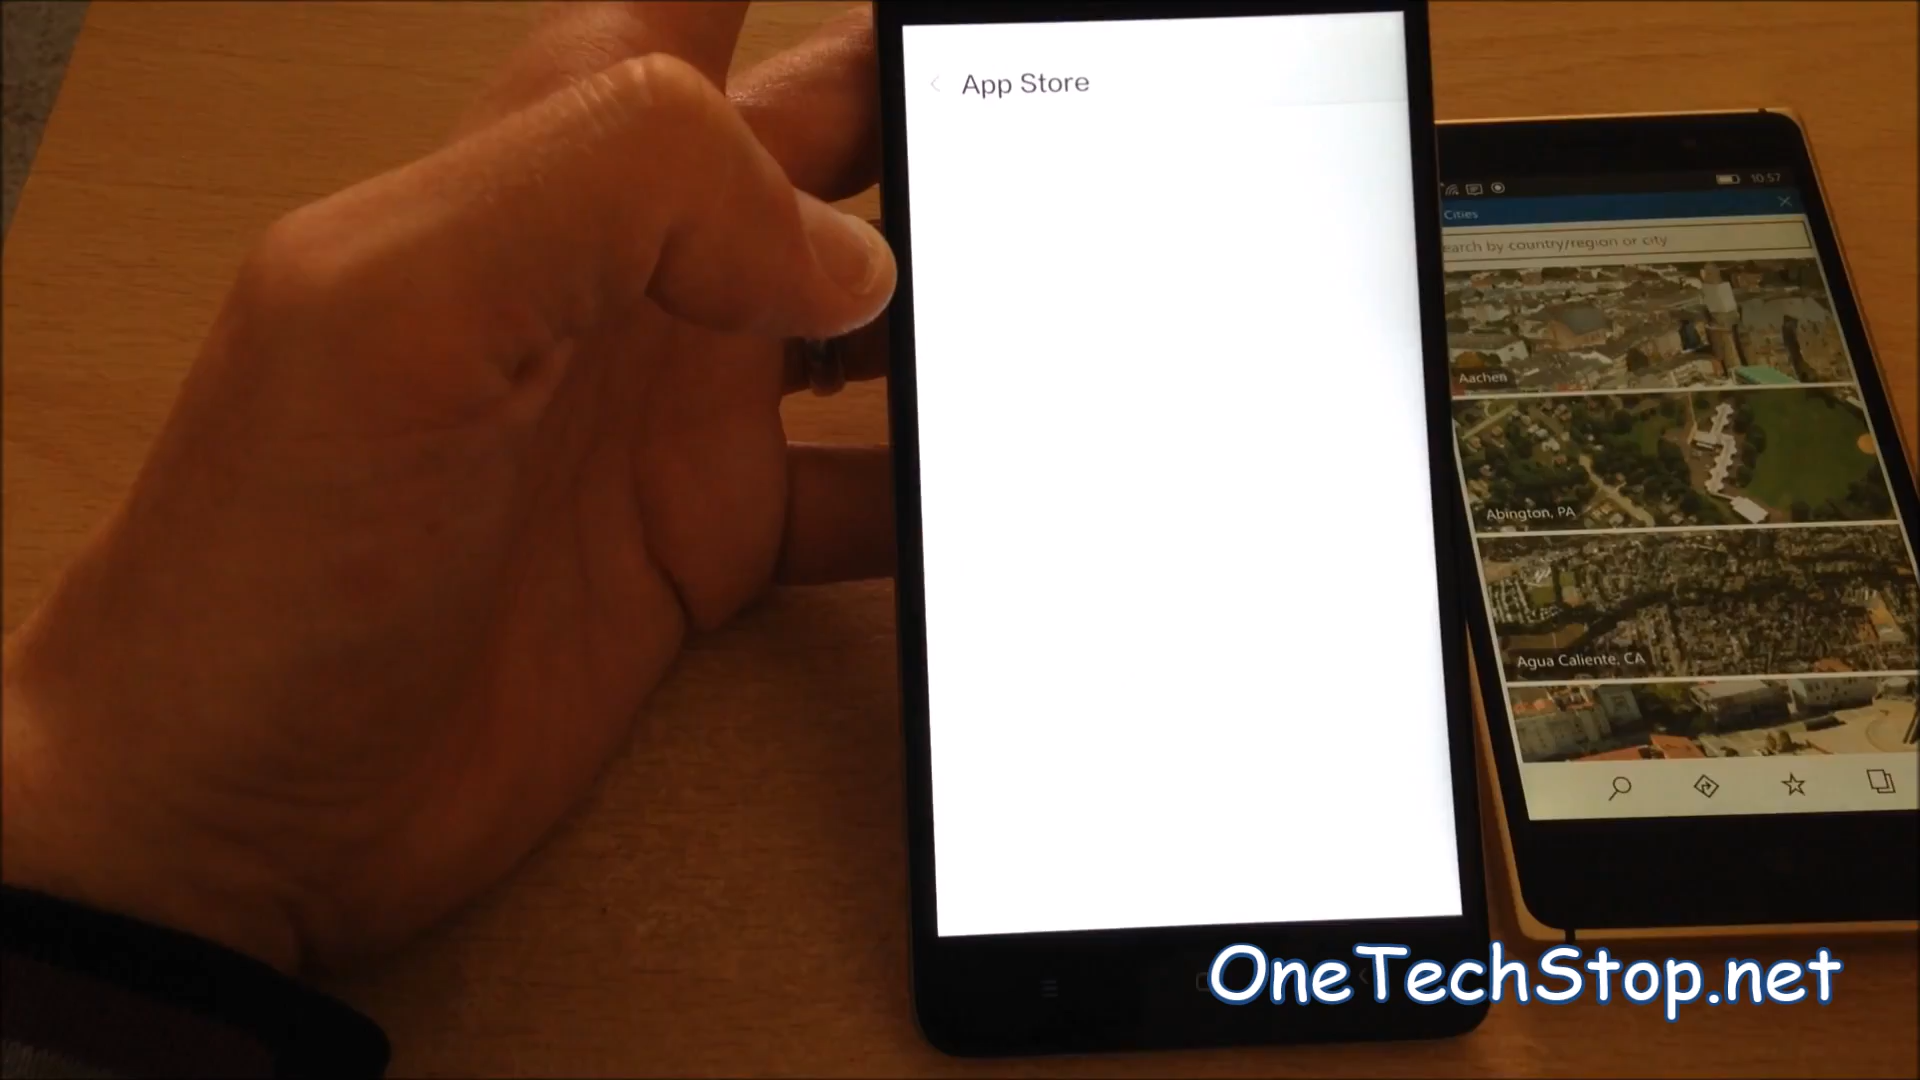 App Store
10:57
Cities
earch by country/region or city
Aachen
Abington, PA
Agua Caliente, CA
OneTechStop.net